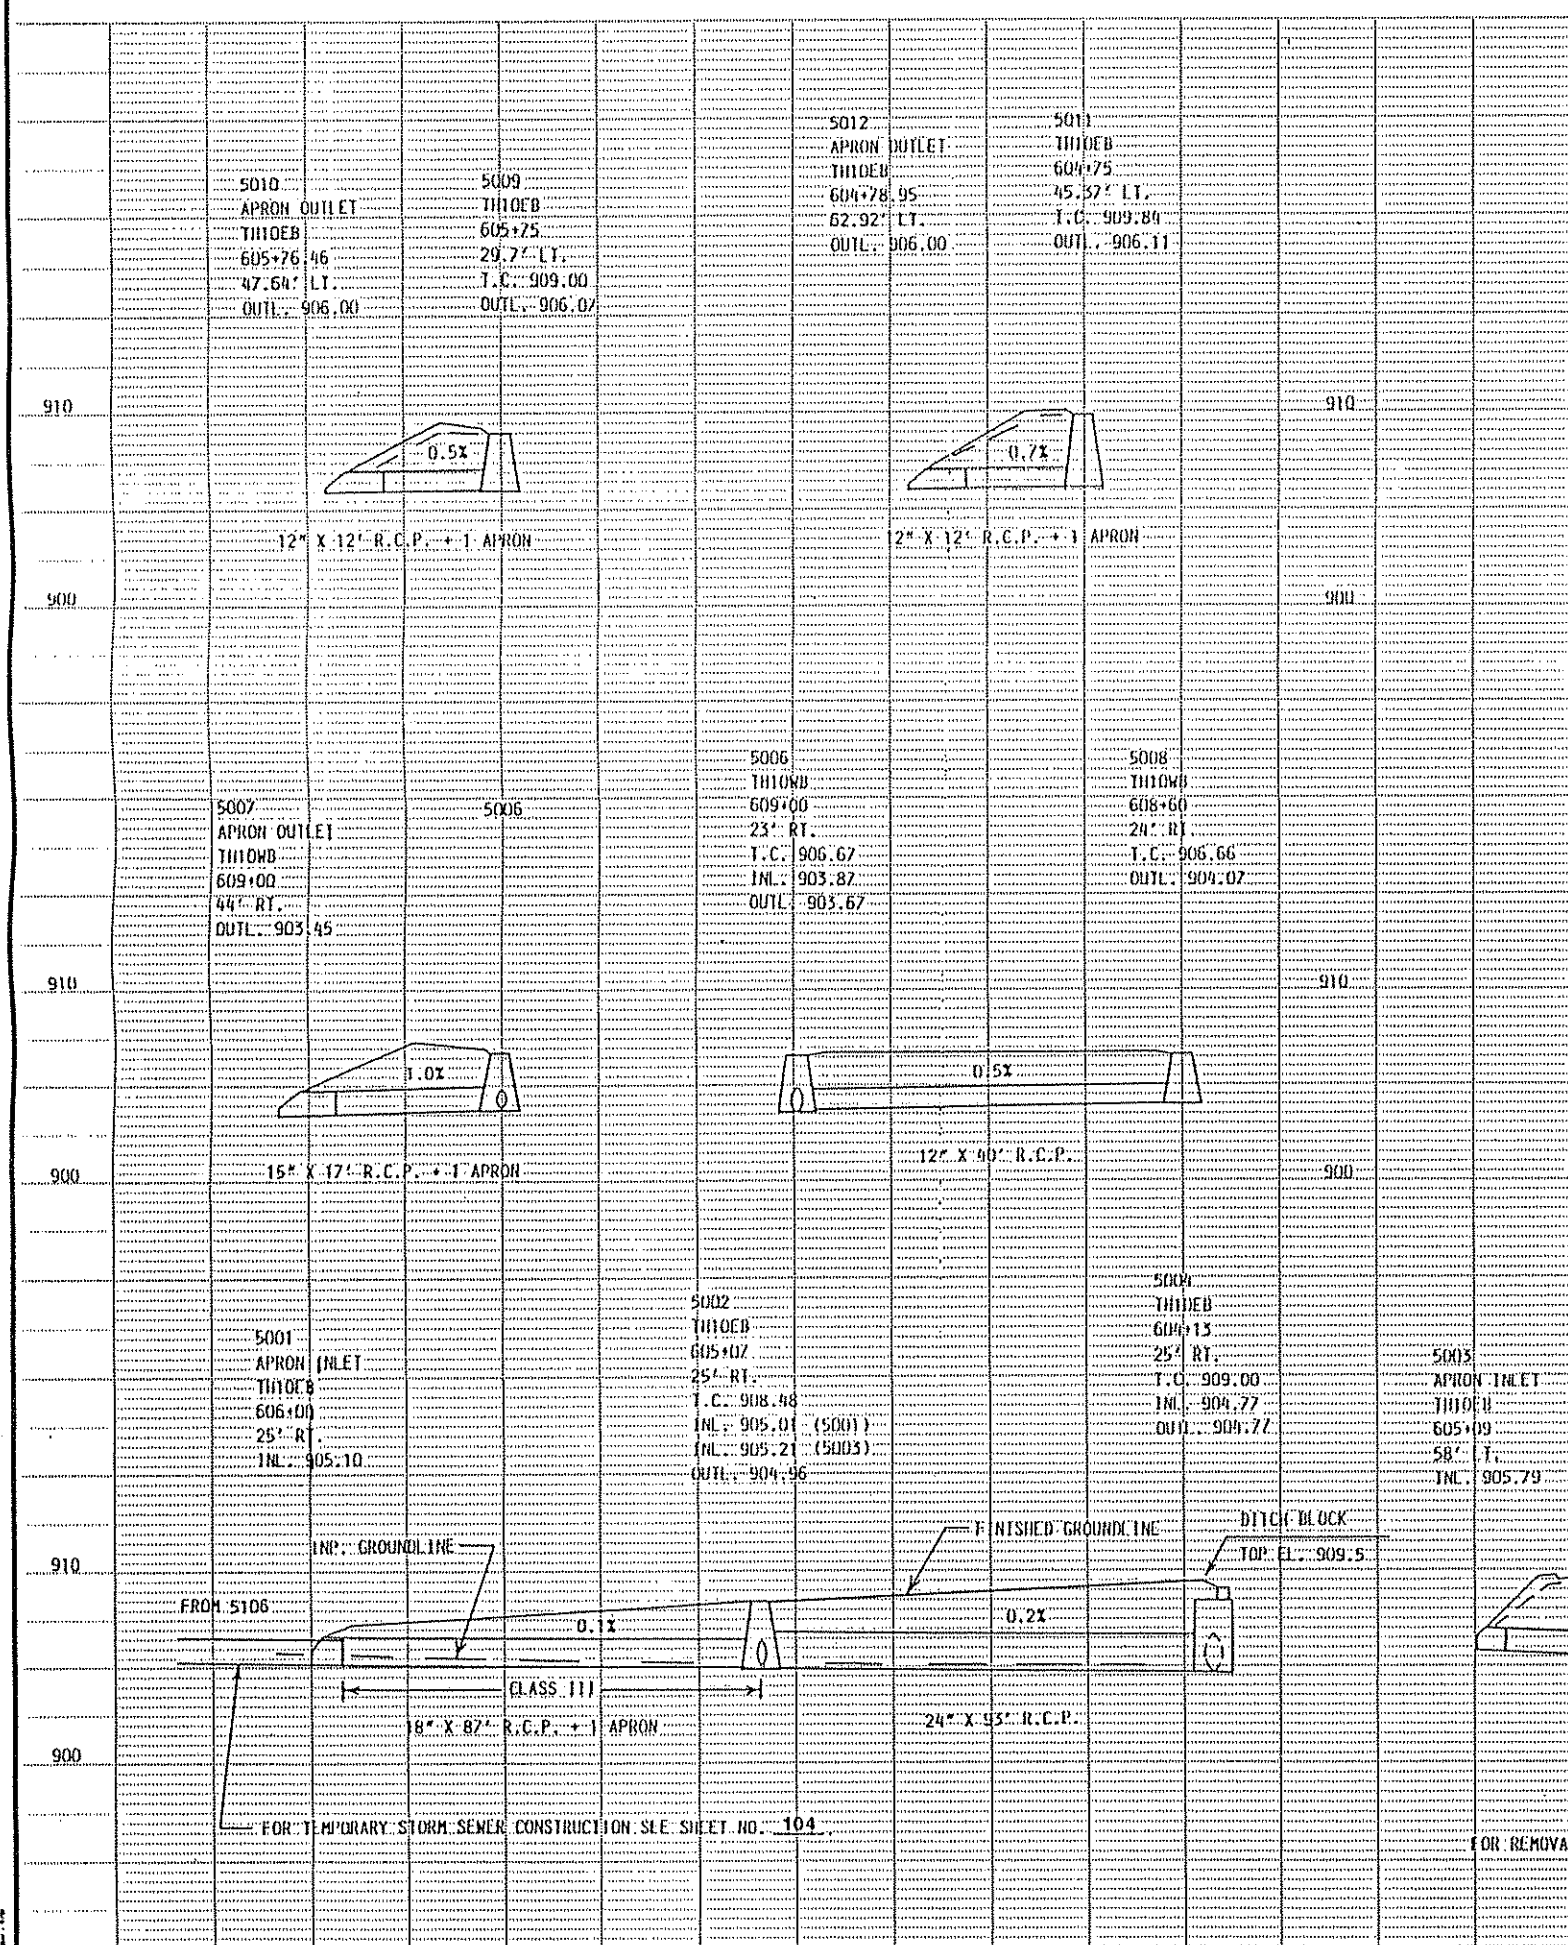 5012
APRON OUTLET
TH10EB
604+78.95
62.92' LT.
OUTL. 906.00
5011
TH10EB
604+75
45.37' LT.
T.C. 909.84
OUTL. 906.11
5010
APRON OUTLET
TH10EB
605+76.46
47.64' LT.
OUTL. 906.00
5009
TH10EB
605+75
29.7' LT.
T.C. 909.00
OUTL. 906.07
910
910
0.5%
0.7%
12" X 12' R.C.P. + 1 APRON
12" X 12' R.C.P. + 1 APRON
900
900
5007
APRON OUTLET
TH10WB
609+00
44' RT.
OUTL. 903.45
5006
5006
TH10WB
609+00
23' RT.
T.C. 906.67
INL. 903.87
OUTL. 903.67
5008
TH10WB
608+60
24' RT.
T.C. 906.66
OUTL. 904.07
910
910
1.0%
0.5%
15" X 17' R.C.P. + 1 APRON
12" X 40' R.C.P.
900
900
5001
APRON INLET
TH10EB
606+00
25' RT.
INL. 905.10
5002
TH10EB
605+07
25' RT.
T.C. 908.48
INL. 905.01 (5001)
INL. 905.21 (5003)
OUTL. 904.96
5004
TH10EB
604+13
25' RT.
T.C. 909.00
INL. 904.77
OUTL. 904.77
5003
APRON INLET
TH10EB
605+09
58' LT.
INL. 905.79
INP. GROUNDLINE
FINISHED GROUNDLINE
DITCH BLOCK
TOP EL. 909.5
910
FROM 5106
0.1%
0.2%
CLASS III
18" X 87' R.C.P. + 1 APRON
24" X 93' R.C.P.
900
FOR TEMPORARY STORM SEWER CONSTRUCTION SEE SHEET NO. 104
FOR REMOVA